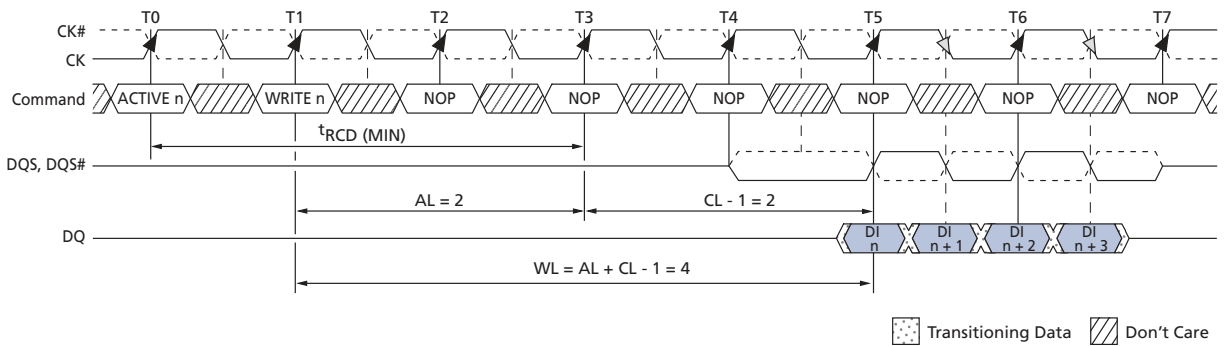 T0 T1 T2 T3 T4 T5 T6 T7
CK#
CK
Command ACTIVE n WRITE n NOP NOP NOP NOP NOP NOP
tRCD (MIN)
DQS, DQS#
AL = 2 CL - 1 = 2
DQ DI n DI n + 1 DI n + 2 DI n + 3
WL = AL + CL - 1 = 4
Transitioning Data Don't Care